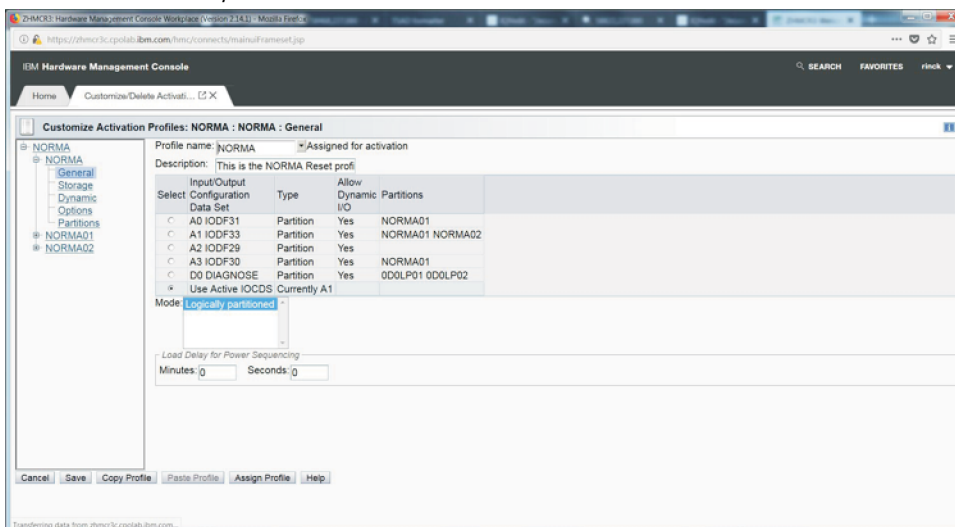 ZHMCR3: Hardware Management Console Workplace (Version 2.14.1) - Mozilla Firefox
https://zhmcr3c.cpolab.ibm.com/hmc/connects/mainuiFrameset.jsp
IBM Hardware Management Console
SEARCH FAVORITES rinck
Home Customize/Delete Activati... X
Customize Activation Profiles: NORMA : NORMA : General
NORMA
NORMA
General
Storage
Dynamic
Options
Partitions
NORMA01
NORMA02
Profile name: NORMA Assigned for activation
Description: This is the NORMA Reset profi
Select Input/Output Configuration Data Set Type Allow Dynamic I/O Partitions
A0 IODF31 Partition Yes NORMA01
A1 IODF33 Partition Yes NORMA01 NORMA02
A2 IODF29 Partition Yes
A3 IODF30 Partition Yes NORMA01
D0 DIAGNOSE Partition Yes 0D0LP01 0D0LP02
Use Active IOCDS Currently A1
Mode: Logically partitioned
Load Delay for Power Sequencing
Minutes: 0 Seconds: 0
Cancel Save Copy Profile Paste Profile Assign Profile Help
Transferring data from zhmcr3c.cpolab.ibm.com...